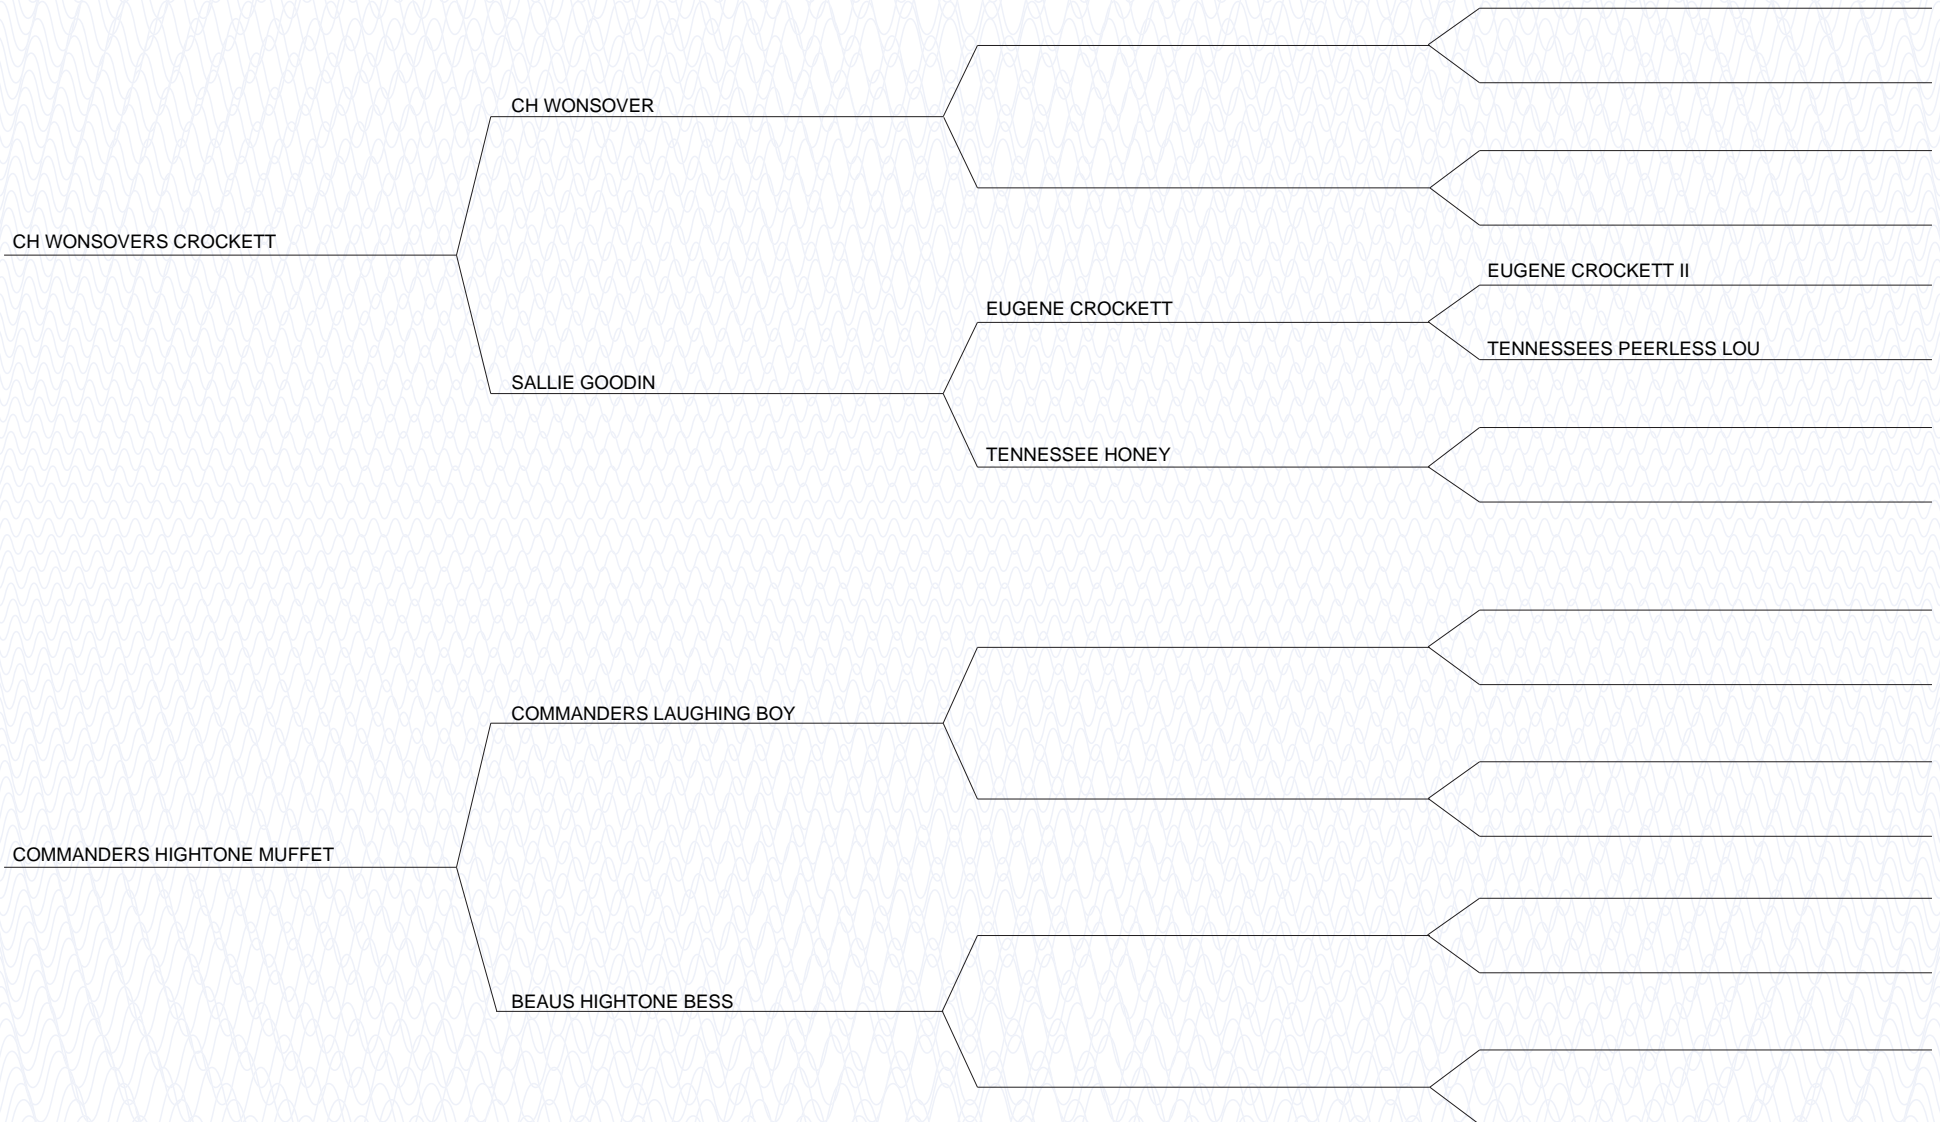 CH WONSOVER
CH WONSOVERS CROCKETT
EUGENE CROCKETT II
EUGENE CROCKETT
TENNESSEES PEERLESS LOU
SALLIE GOODIN
TENNESSEE HONEY
COMMANDERS LAUGHING BOY
COMMANDERS HIGHTONE MUFFET
BEAUS HIGHTONE BESS